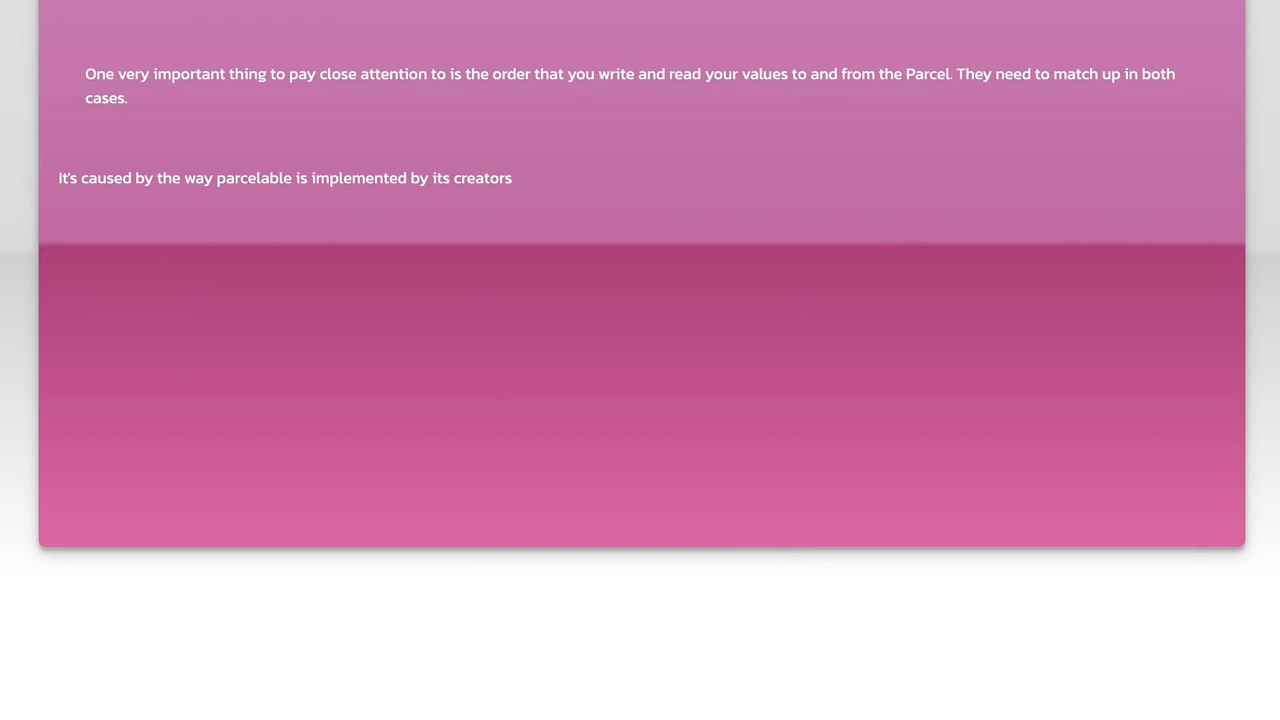 One very important thing to pay close attention to is the order that you write and read your values to and from the Parcel. They need to match up in both
cases.
It's caused by the way parcelable is implemented by its creators